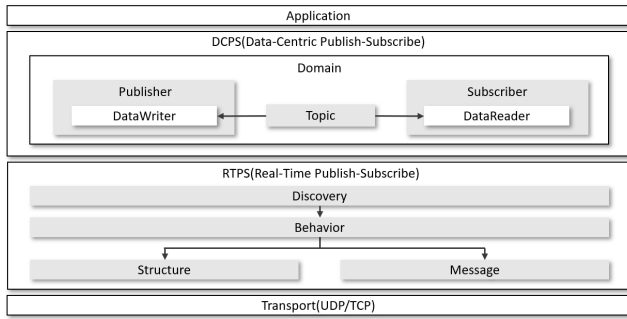 Application
DCPS(Data-Centric Publish-Subscribe)
Domain
Publisher
Subscriber
DataWriter
Topic
DataReader
RTPS(Real-Time Publish-Subscribe)
Discovery
Behavior
Structure
Message
Transport(UDP/TCP)